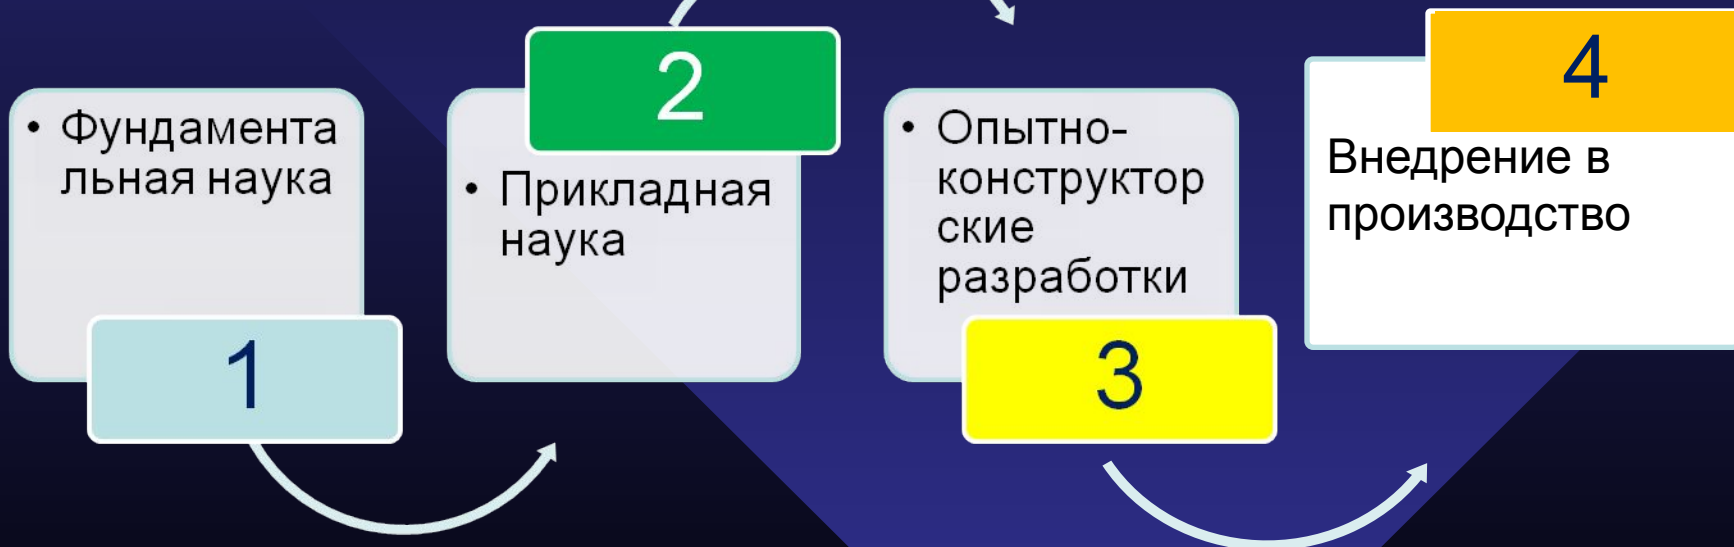 • Фундамента
льная наука
1
2
• Прикладная
наука
• Опытно-
конструктор
ские
разработки
3
4
Внедрение в
производство